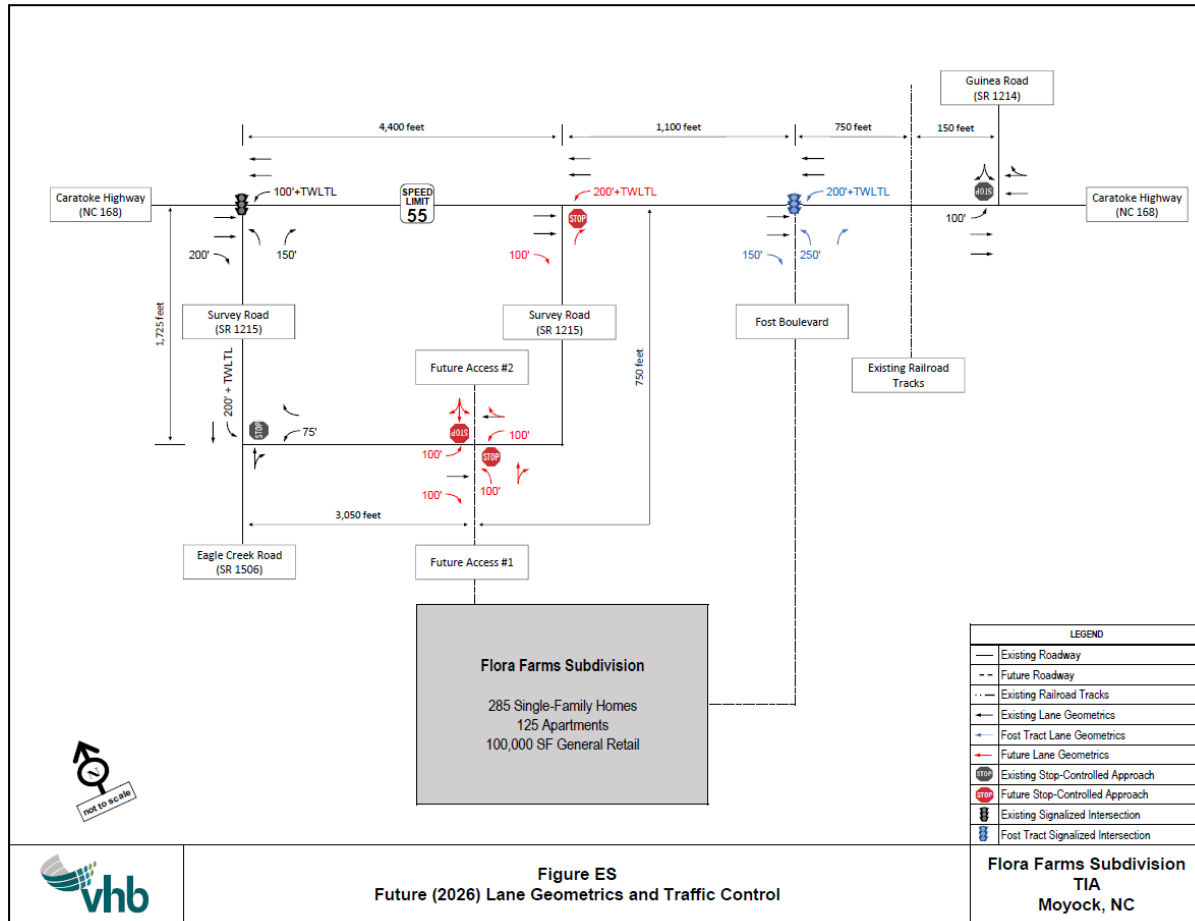 Guinea Road
(SR 1214)
4,400 feet
1,100 feet
750 feet
150 feet
100'+TWLTL
SPEED
LIMIT
55
200'+TWLTL
200'+TWLTL
STOP
Caratoke Highway
(NC 168)
Caratoke Highway
(NC 168)
STOP
100'
200'
150'
100'
150'
250'
1,725 feet
Survey Road
(SR 1215)
Survey Road
(SR 1215)
Fost Boulevard
750 feet
Existing Railroad
Tracks
Future Access #2
200' + TWLTL
STOP
75'
STOP
100'
100'
STOP
100'
100'
3,050 feet
Eagle Creek Road
(SR 1506)
Future Access #1
Flora Farms Subdivision
285 Single-Family Homes
125 Apartments
100,000 SF General Retail
N
not to scale
LEGEND
Existing Roadway
Future Roadway
Existing Railroad Tracks
Existing Lane Geometrics
Fost Tract Lane Geometrics
Future Lane Geometrics
STOP Existing Stop-Controlled Approach
STOP Future Stop-Controlled Approach
Existing Signalized Intersection
Fost Tract Signalized Intersection
vhb
Figure ES
Future (2026) Lane Geometrics and Traffic Control
Flora Farms Subdivision
TIA
Moyock, NC